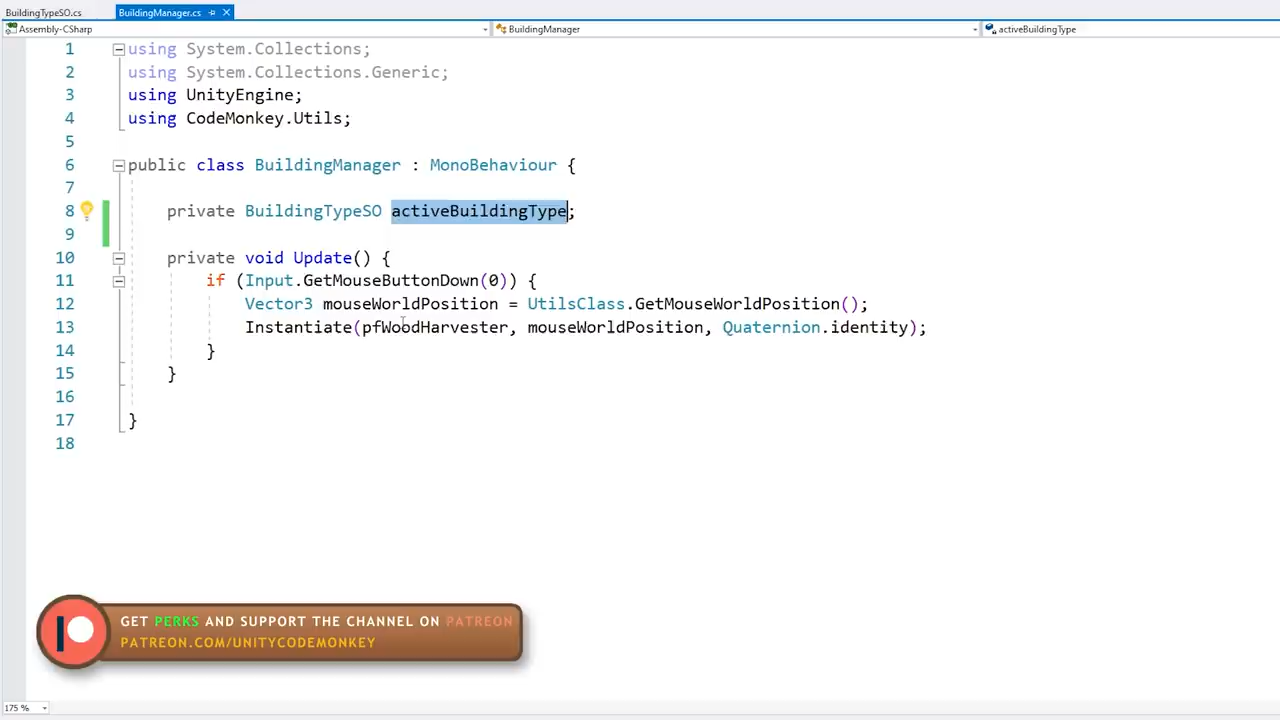 BuildingTypeSO.cs
BuildingManager.cs
Assembly-CSharp
BuildingManager
activeBuildingType
1 using System.Collections;
2 using System.Collections.Generic;
3 using UnityEngine;
4 using CodeMonkey.Utils;
5
6 public class BuildingManager : MonoBehaviour {
7
8 private BuildingTypeSO activeBuildingType;
9
10 private void Update() {
11 if (Input.GetMouseButtonDown(0)) {
12 Vector3 mouseWorldPosition = UtilsClass.GetMouseWorldPosition();
13 Instantiate(pfWoodHarvester, mouseWorldPosition, Quaternion.identity);
14 }
15 }
16
17 }
18
GET PERKS AND SUPPORT THE CHANNEL ON PATREON
PATREON.COM/UNITYCODEMONKEY
175 %